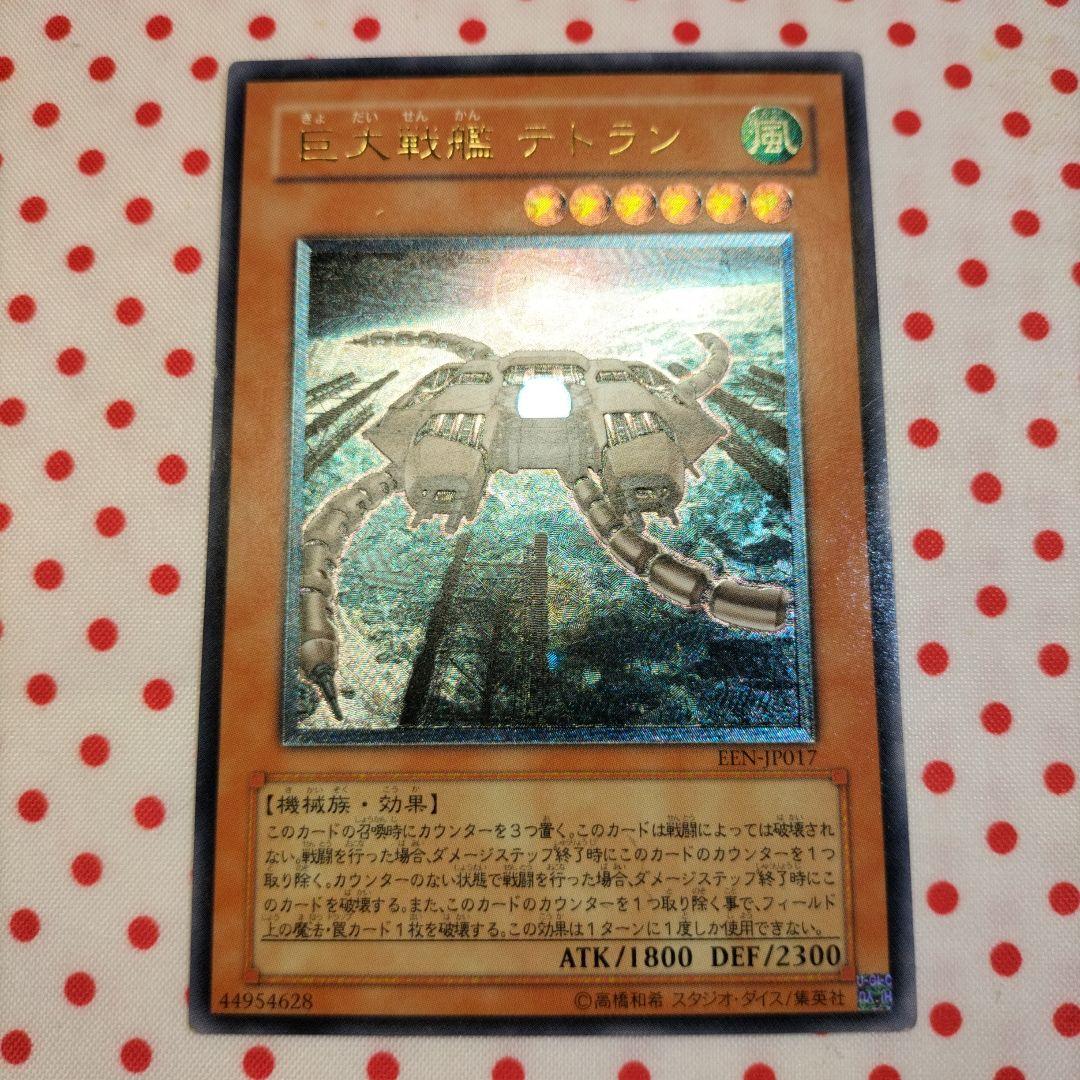 巨大戦艦 テトラン
きょ だい せん かん
風
EEN-JP017
【機械族・効果】
このカードの召喚時にカウンターを3つ置く。このカードは戦闘によっては破壊され
ない。戦闘を行った場合、ダメージステップ終了時にこのカードのカウンターを1つ
取り除く。カウンターのない状態で戦闘を行った場合、ダメージステップ終了時にこ
のカードを破壊する。また、このカードのカウンターを1つ取り除く事で、フィールド
上の魔法・罠カード1枚を破壊する。この効果は1ターンに1度しか使用できない。
ATK/1800 DEF/2300
44954628
©高橋和希 スタジオ・ダイス/集英社